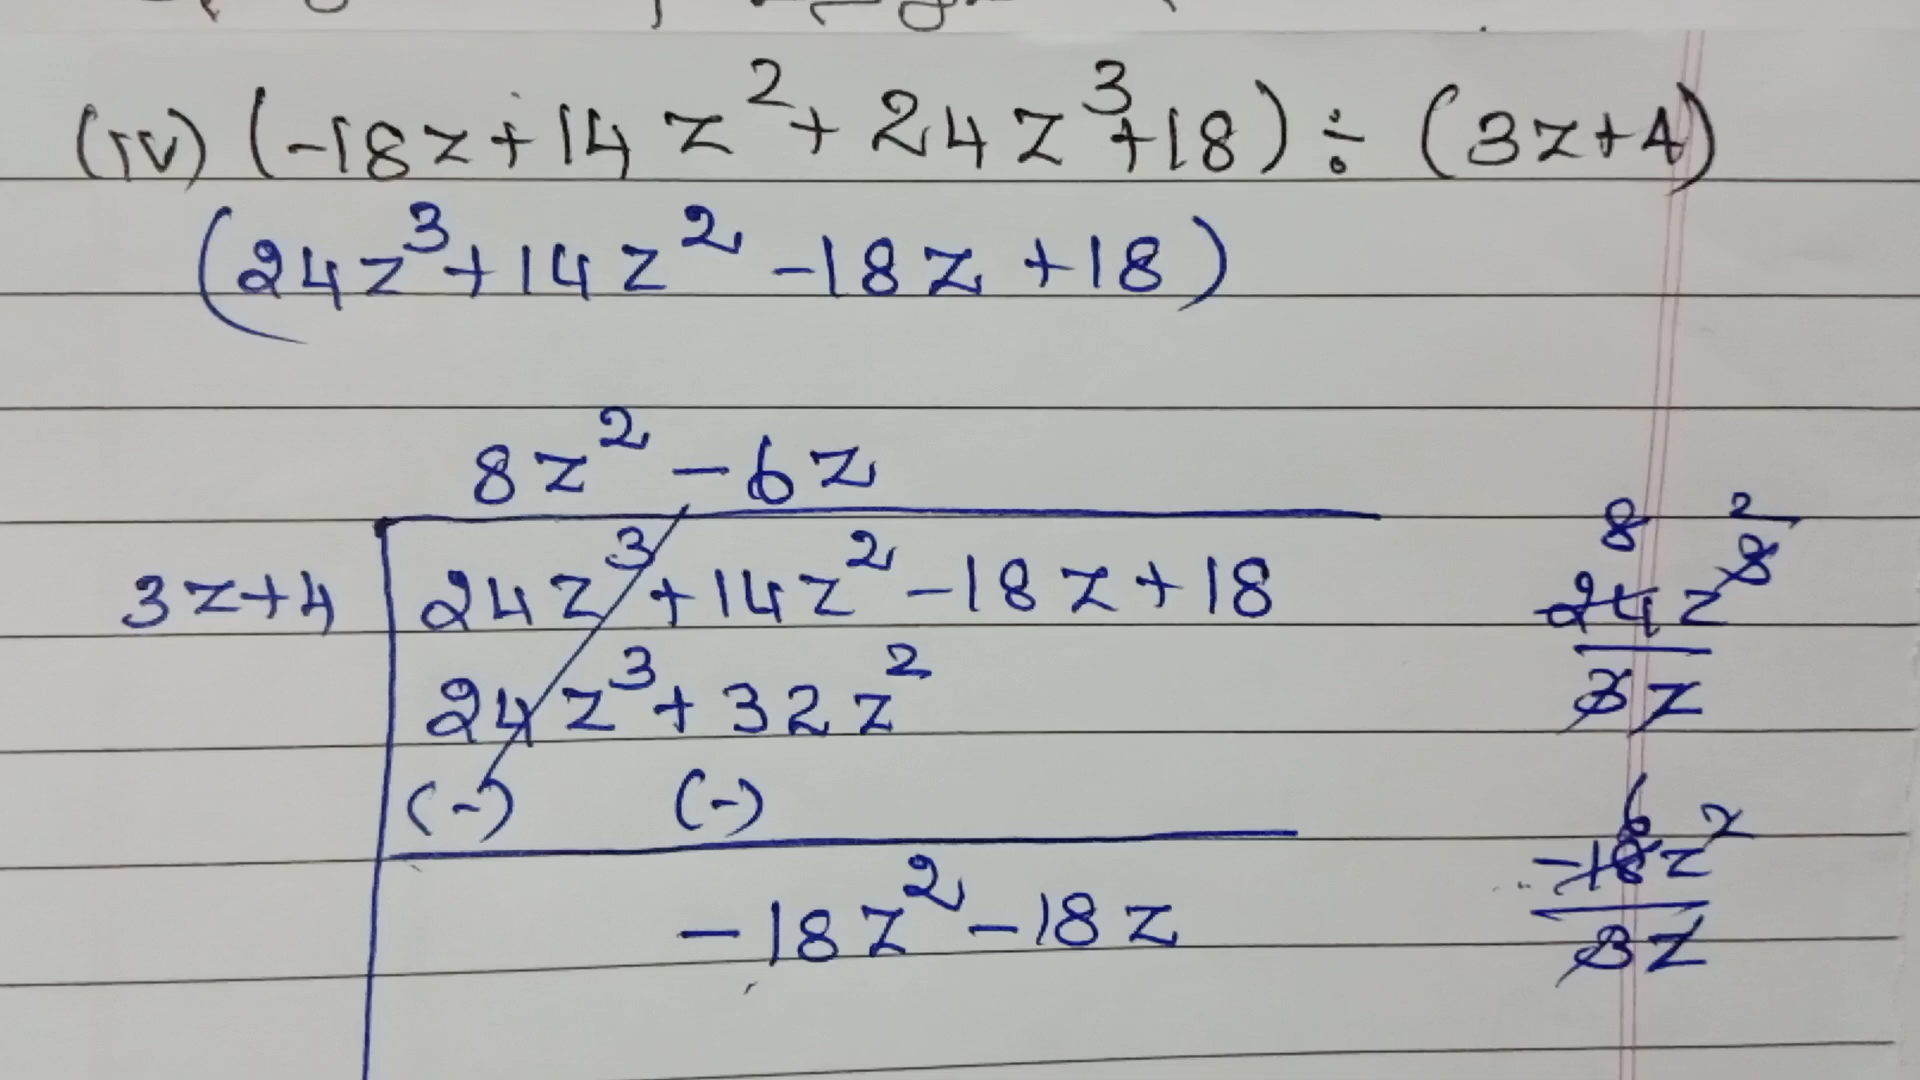 (iv) (-18z+14z²+24z³+18) ÷ (3z+4)
(24z³+14z²-18z+18)
8z²-6z
3z+4 24z³+14z²-18z+18
24z³+32z²
(-) (-)
-18z²-18z
8 2
24z³
3z
6
-18z²
3z